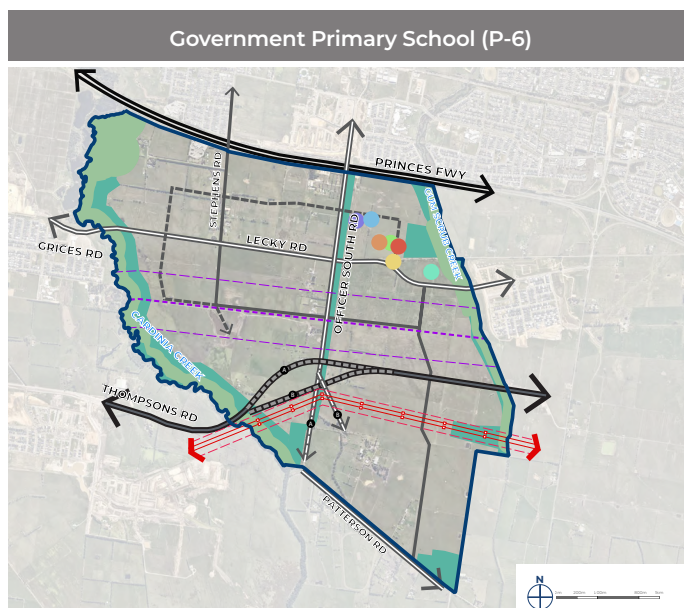 Government Primary School (P-6)
PRINCES FWY
STEPHENS RD
GUM SCRUB CREEK
OFFICER SOUTH RD
LECKY RD
GRICES RD
CARDINIA CREEK
THOMPSONS RD
A
B
A
B
PATTERSON RD
N